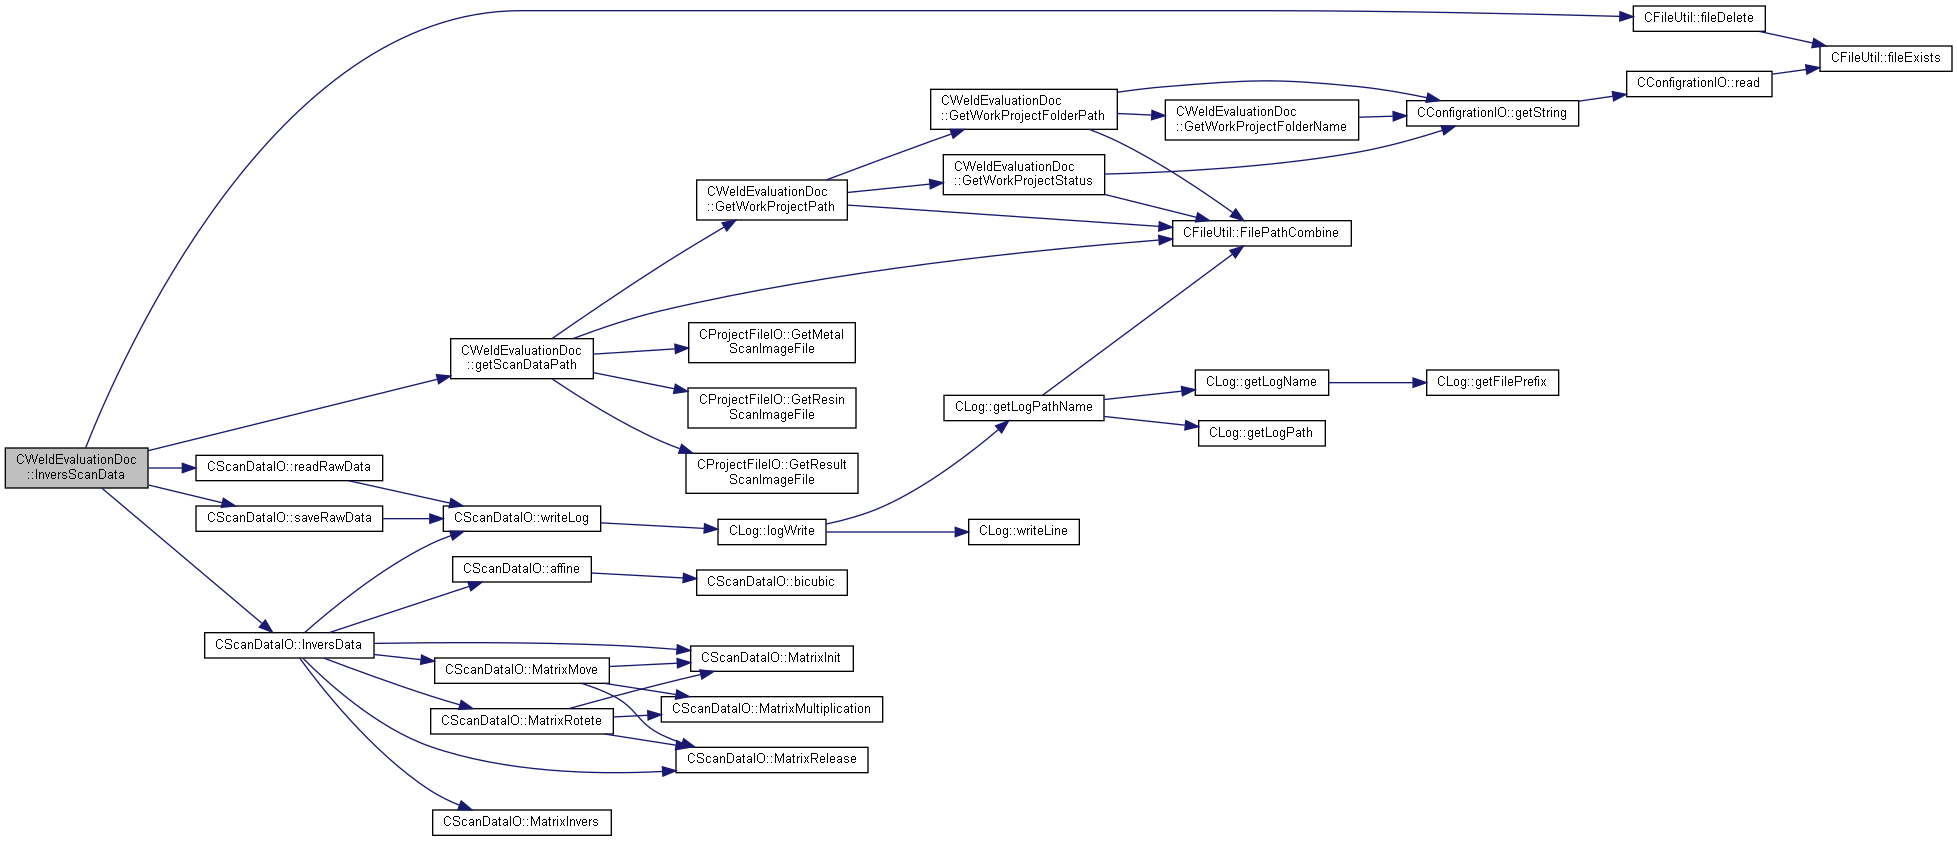 CFileUtil::fileDelete
CFileUtil::fileExists
CConfigrationIO::read
CWeldEvaluationDoc
::GetWorkProjectFolderPath
CWeldEvaluationDoc
::GetWorkProjectFolderName
CConfigrationIO::getString
CWeldEvaluationDoc
::GetWorkProjectStatus
CWeldEvaluationDoc
::GetWorkProjectPath
CFileUtil::FilePathCombine
CProjectFileIO::GetMetal
ScanImageFile
CWeldEvaluationDoc
::getScanDataPath
CProjectFileIO::GetResin
ScanImageFile
CLog::getLogName
CLog::getFilePrefix
CLog::getLogPathName
CLog::getLogPath
CWeldEvaluationDoc
::InversScanData
CScanDataIO::readRawData
CProjectFileIO::GetResult
ScanImageFile
CScanDataIO::saveRawData
CScanDataIO::writeLog
CLog::logWrite
CLog::writeLine
CScanDataIO::affine
CScanDataIO::bicubic
CScanDataIO::InversData
CScanDataIO::MatrixInit
CScanDataIO::MatrixMove
CScanDataIO::MatrixMultiplication
CScanDataIO::MatrixRotete
CScanDataIO::MatrixRelease
CScanDataIO::MatrixInvers